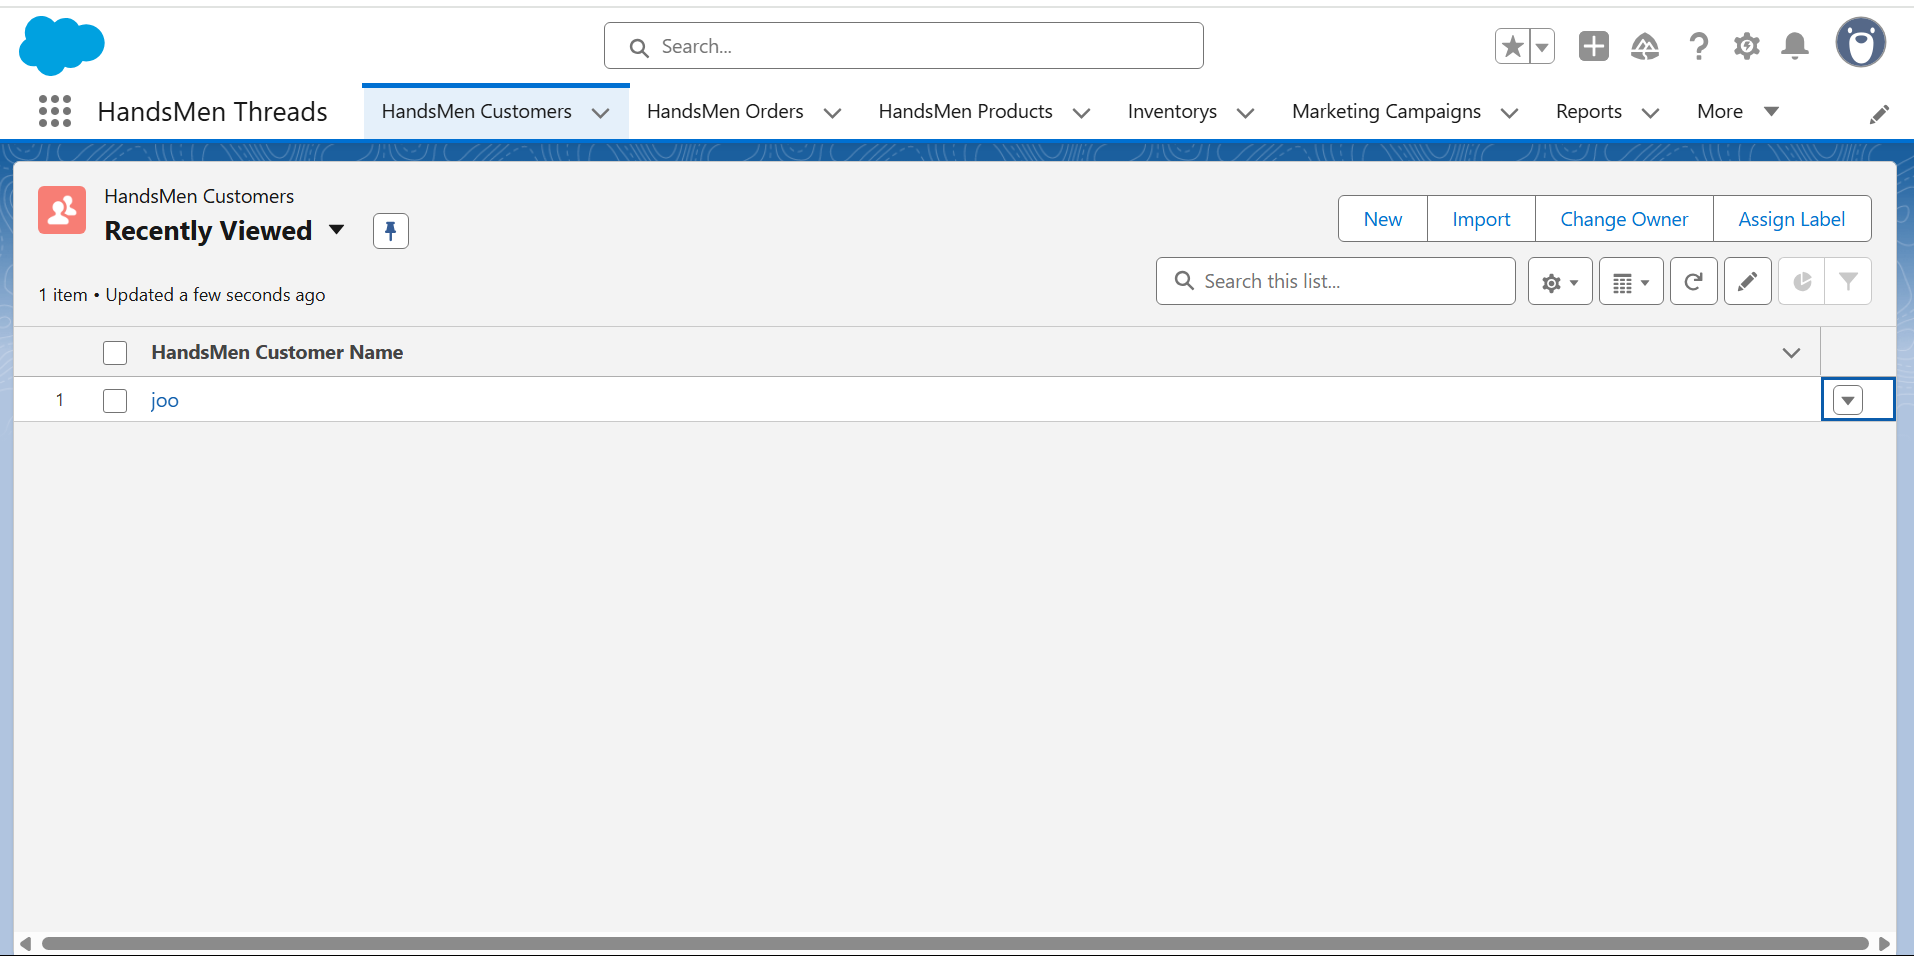 Search...
HandsMen Threads
HandsMen Customers
HandsMen Orders
HandsMen Products
Inventorys
Marketing Campaigns
Reports
More
HandsMen Customers
Recently Viewed
New
Import
Change Owner
Assign Label
1 item • Updated a few seconds ago
Search this list...
HandsMen Customer Name
1
joo